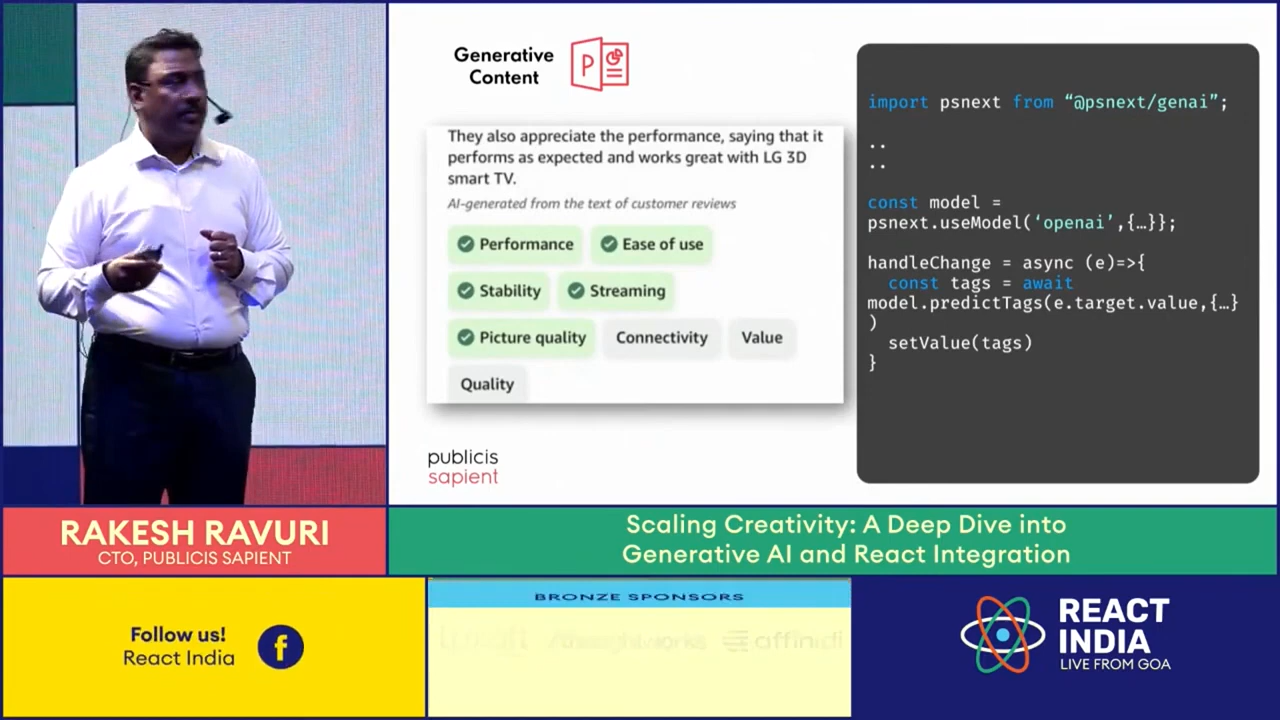 Generative
Content
P
They also appreciate the performance, saying that it
performs as expected and works great with LG 3D
smart TV.
AI-generated from the text of customer reviews
Performance
Ease of use
Stability
Streaming
Picture quality
Connectivity
Value
Quality
publicis
sapient
import psnext from “@psnext/genai”;
..
..
const model =
psnext.useModel(‘openai’,{…}};
handleChange = async (e)=>{
const tags = await
model.predictTags(e.target.value,{…}
)
setValue(tags)
}
RAKESH RAVURI
CTO, PUBLICIS SAPIENT
Scaling Creativity: A Deep Dive into
Generative AI and React Integration
Follow us!
React India
f
BRONZE SPONSORS
/thoughtworks
affinidi
REACT
INDIA
LIVE FROM GOA